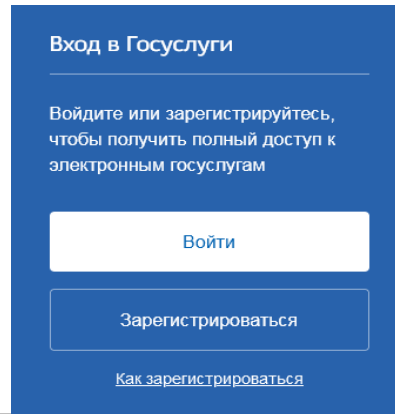 Вход в Госуслуги
Войдите или зарегистрируйтесь,
чтобы получить полный доступ к
электронным госуслугам
Войти
Зарегистрироваться
Как зарегистрироваться